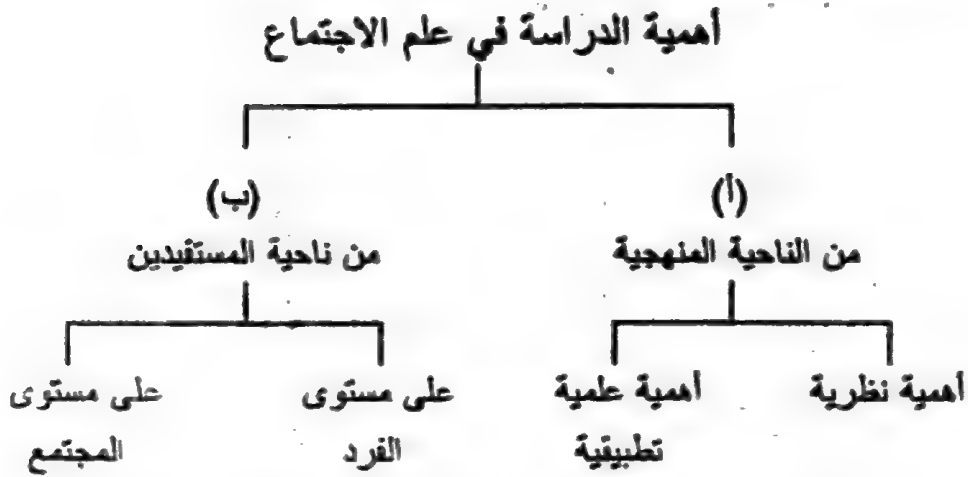 أهمية الدراسة في علم الاجتماع
(أ)
من الناحية المنهجية
أهمية نظرية
أهمية علمية
تطبيقية
(ب)
من ناحية المستفيدين
على مستوى
الفرد
على مستوى
المجتمع